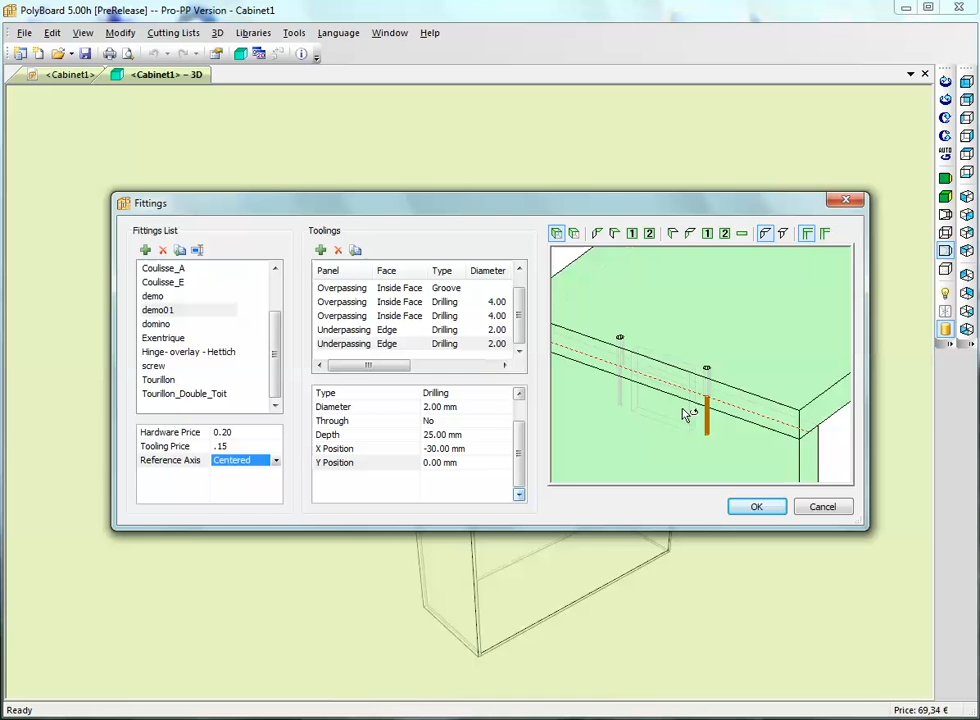 PolyBoard 5.00h [PreRelease] -- Pro-PP Version - Cabinet1
File Edit View Modify Cutting Lists 3D Libraries Tools Language Window Help
<Cabinet1> <Cabinet1> – 3D
AUTO
Fittings
Fittings List
Coulisse_A
Coulisse_E
demo
demo01
domino
Exentrique
Hinge- overlay - Hettich
screw
Tourillon
Tourillon_Double_Toit
Hardware Price 0.20
Tooling Price .15
Reference Axis Centered
Toolings
Panel Face Type Diameter
Overpassing Inside Face Groove
Overpassing Inside Face Drilling 4.00
Overpassing Inside Face Drilling 4.00
Underpassing Edge Drilling 2.00
Underpassing Edge Drilling 2.00
Type Drilling
Diameter 2.00 mm
Through No
Depth 25.00 mm
X Position -30.00 mm
Y Position 0.00 mm
1 2 1 2
OK Cancel
Ready Price: 69,34 €